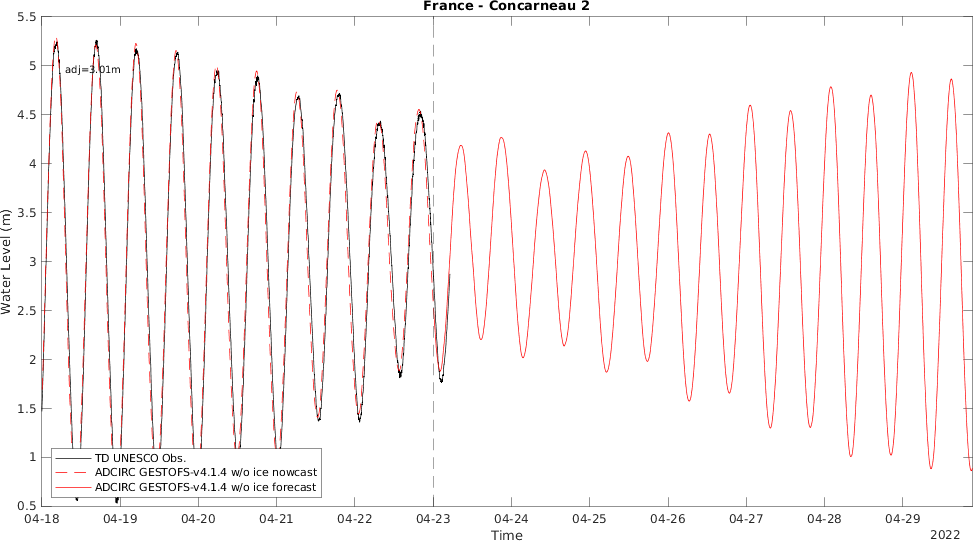 France - Concarneau 2
5.5
5
4.5
4
3.5
3
2.5
2
1.5
1
0.5
Water Level (m)
adj=3.01m
TD UNESCO Obs.
ADCIRC GESTOFS-v4.1.4 w/o ice nowcast
ADCIRC GESTOFS-v4.1.4 w/o ice forecast
04-18 04-19 04-20 04-21 04-22 04-23 04-24 04-25 04-26 04-27 04-28 04-29
Time
2022